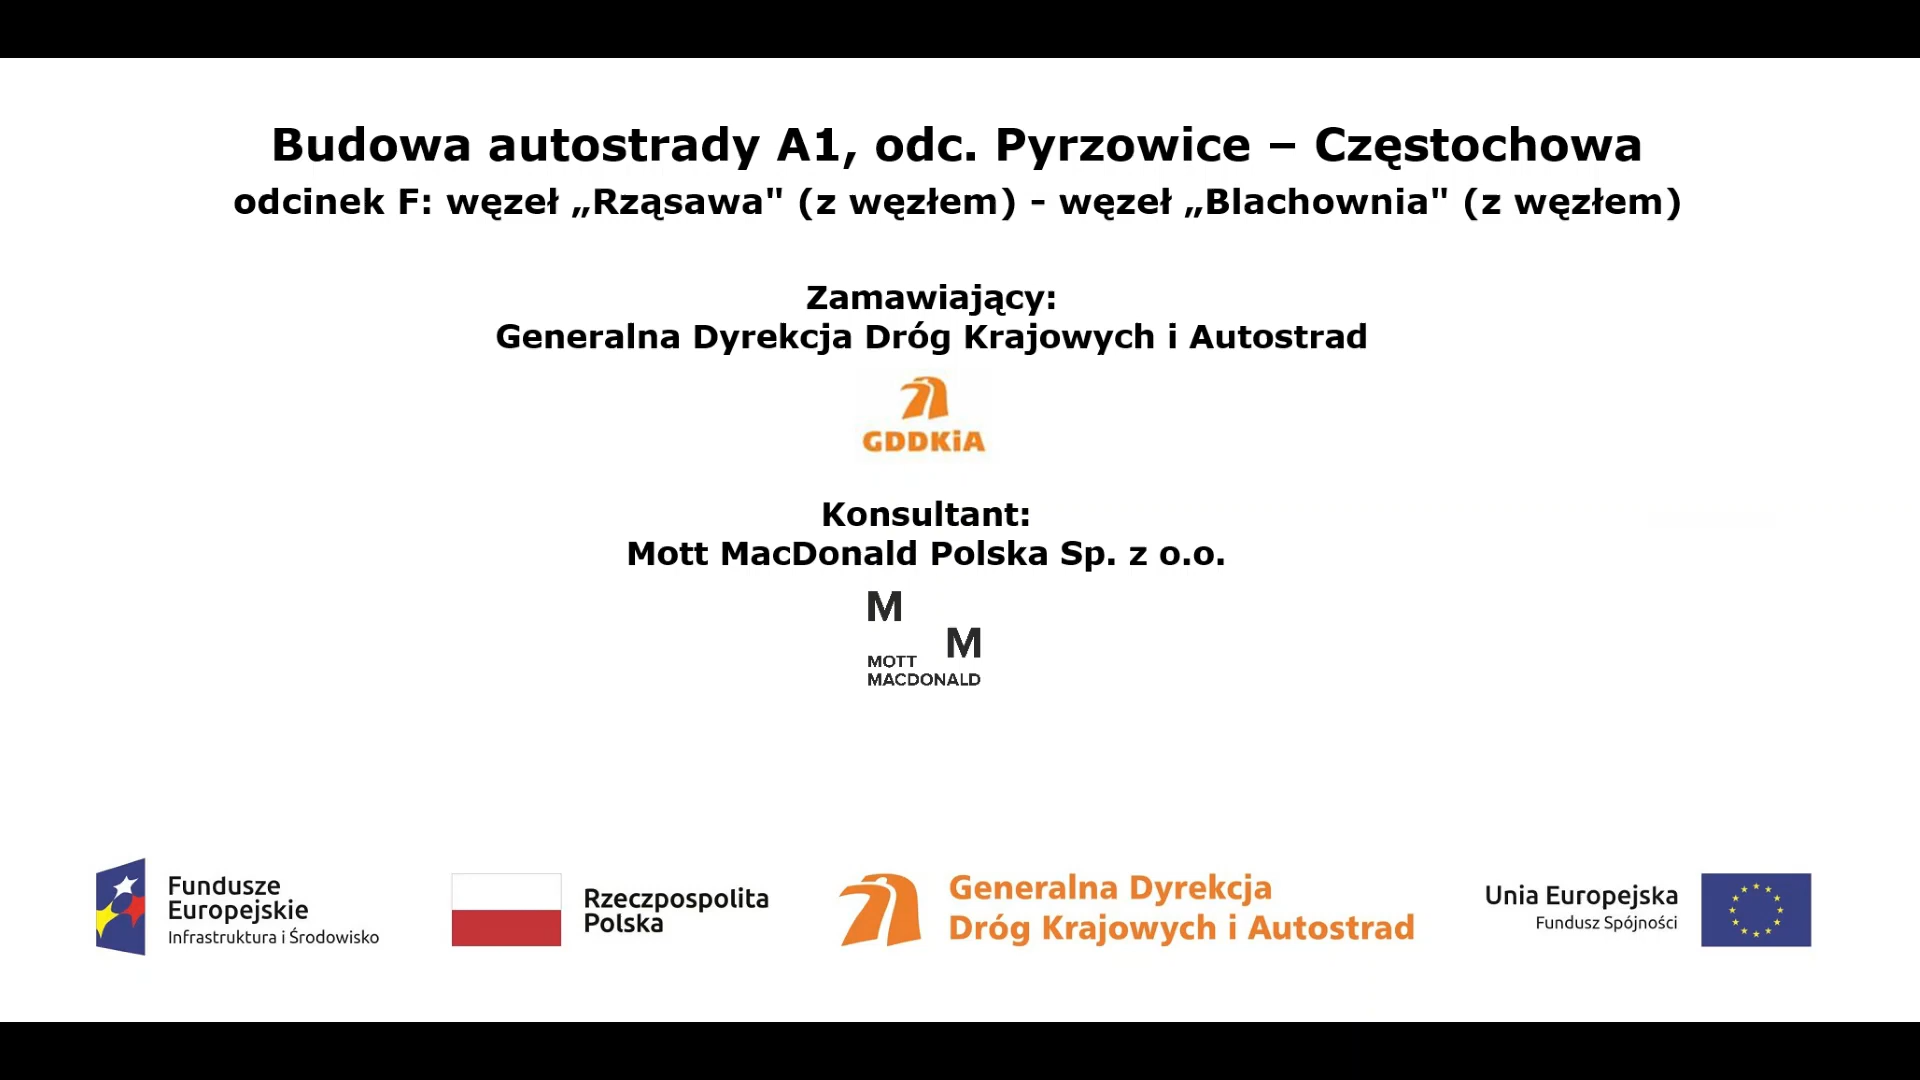 Budowa autostrady A1, odc. Pyrzowice – Częstochowa
odcinek F: węzeł „Rząsawa" (z węzłem) - węzeł „Blachownia" (z węzłem)
Zamawiający:
Generalna Dyrekcja Dróg Krajowych i Autostrad
GDDKiA
Konsultant:
Mott MacDonald Polska Sp. z o.o.
M
M
MOTT
MACDONALD
Fundusze
Europejskie
Infrastruktura i Środowisko
Rzeczpospolita
Polska
Generalna Dyrekcja
Dróg Krajowych i Autostrad
Unia Europejska
Fundusz Spójności